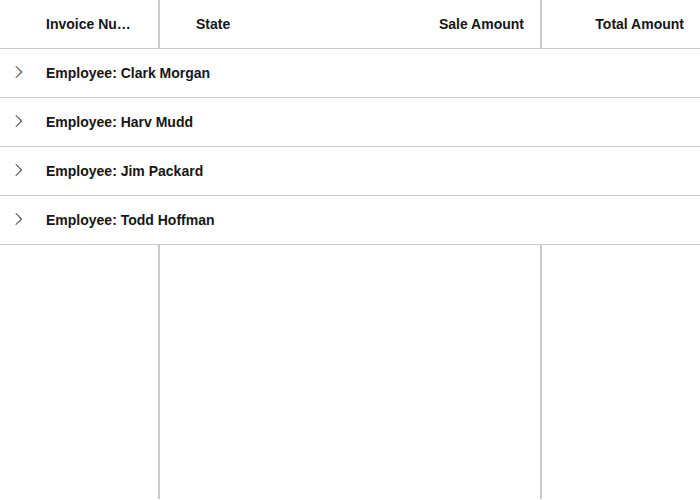 Invoice Nu… State Sale Amount Total Amount
Employee: Clark Morgan
Employee: Harv Mudd
Employee: Jim Packard
Employee: Todd Hoffman